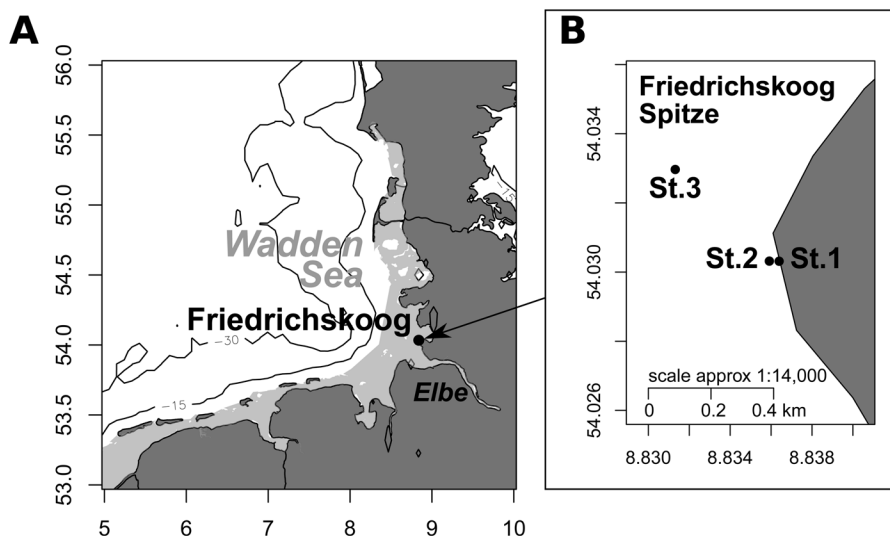 A
56.0
55.5
55.0
54.5
54.0
53.5
53.0
5
6
7
8
9
10
Wadden
Sea
Friedrichskoog
Elbe
−30
−15
−15
B
Friedrichskoog
Spitze
54.034
54.030
54.026
St.3
St.2
St.1
scale approx 1:14,000
0
0.2
0.4 km
8.830
8.834
8.838